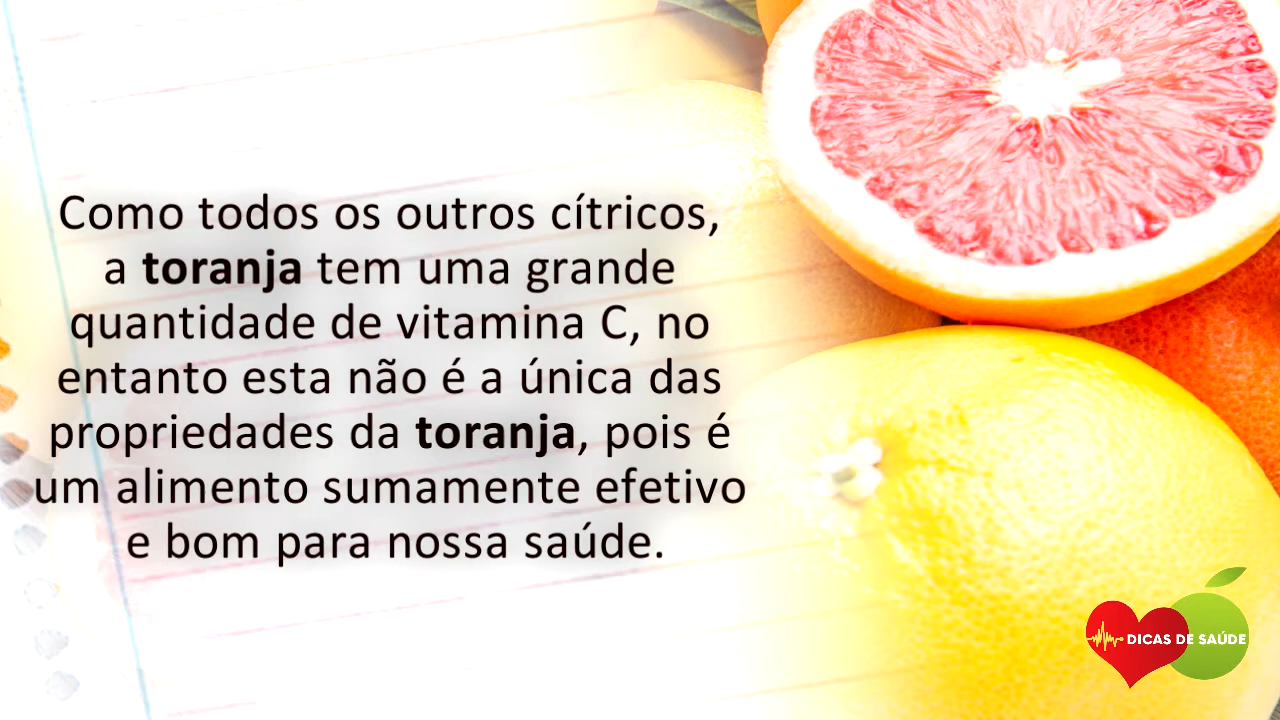 Como todos os outros cítricos,
a toranja tem uma grande
quantidade de vitamina C, no
entanto esta não é a única das
propriedades da toranja, pois é
um alimento sumamente efetivo
e bom para nossa saúde.
DICAS DE SAÚDE